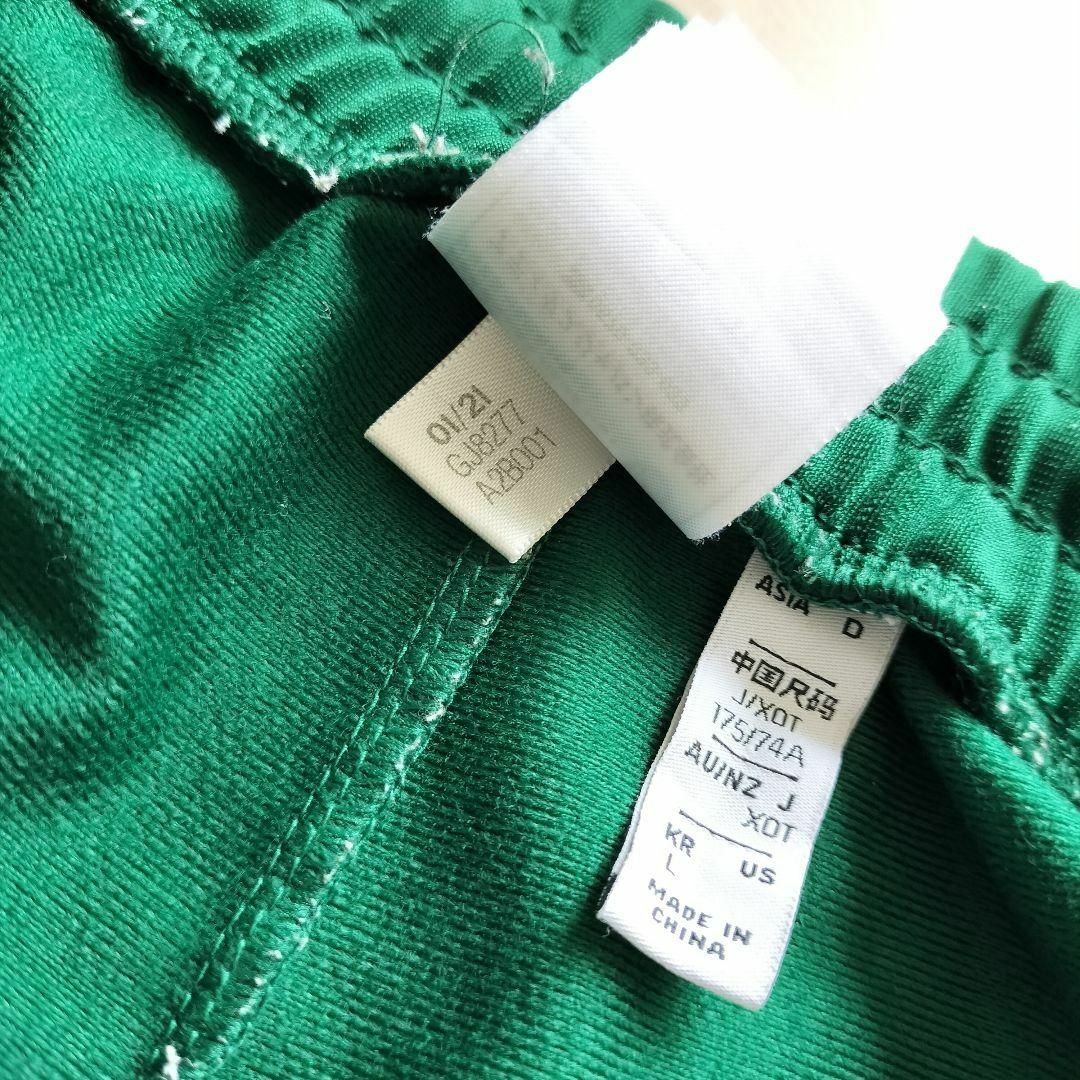 01/21
GJ8277
A2B001
ASIA D
中国尺码
J/XOT
175/74A
AU/NZ J
XOT
KR US
L
MADE IN
CHINA